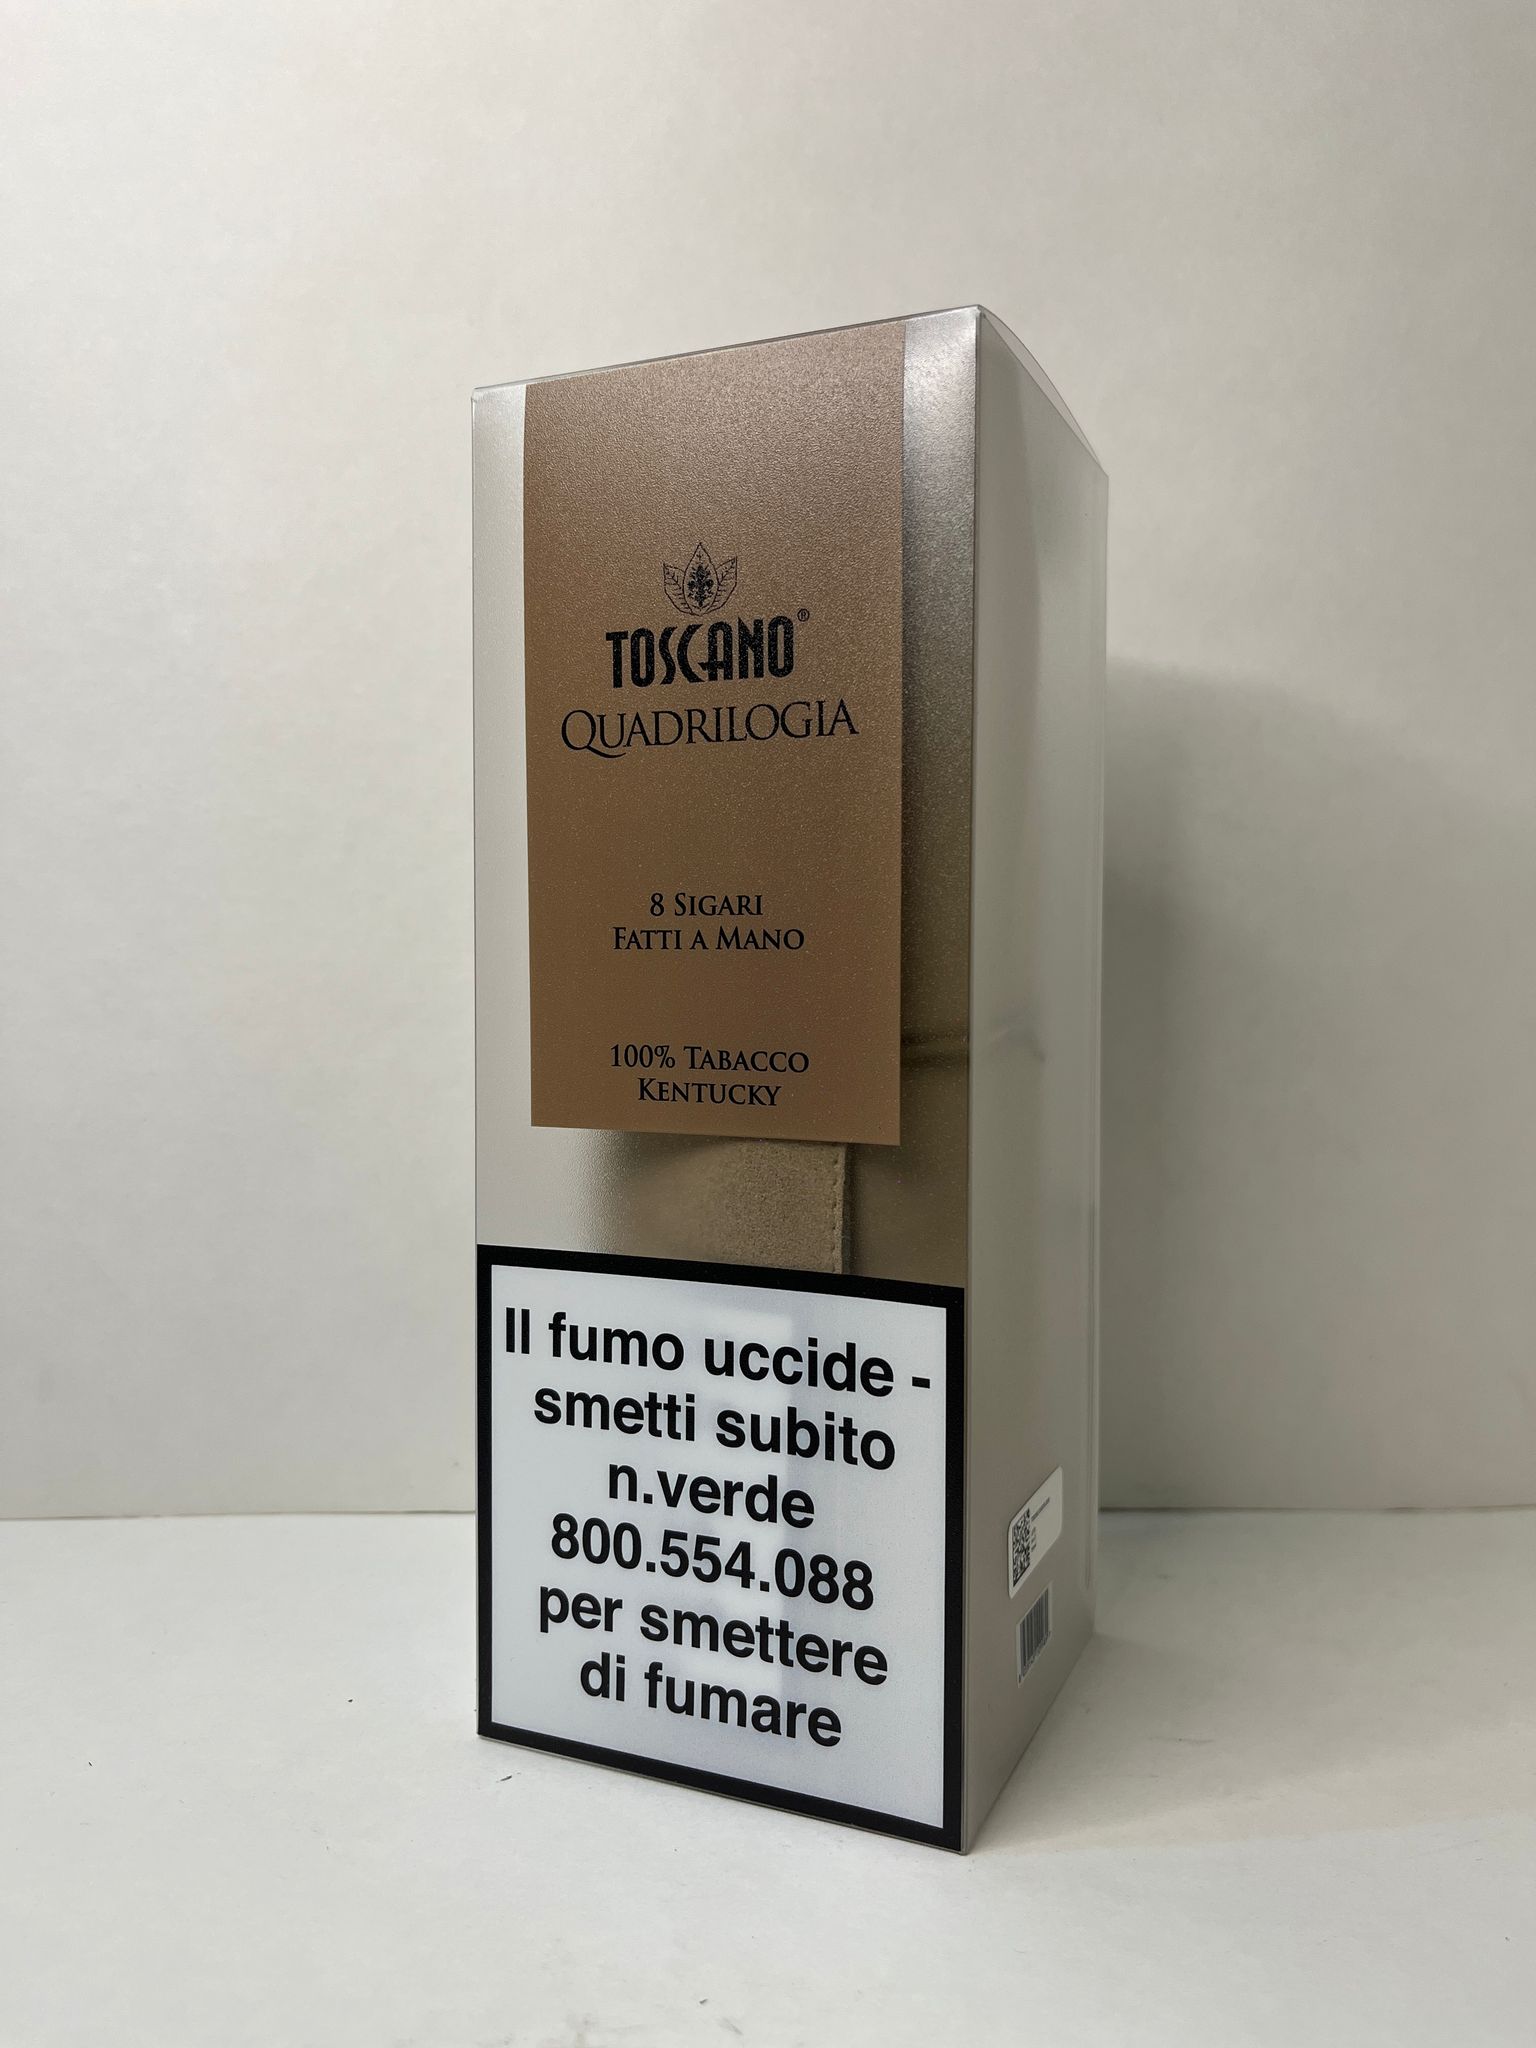 TOSCANO®
QUADRILOGIA
8 SIGARI
FATTI A MANO
100% TABACCO
KENTUCKY
Il fumo uccide -
smetti subito
n.verde
800.554.088
per smettere
di fumare